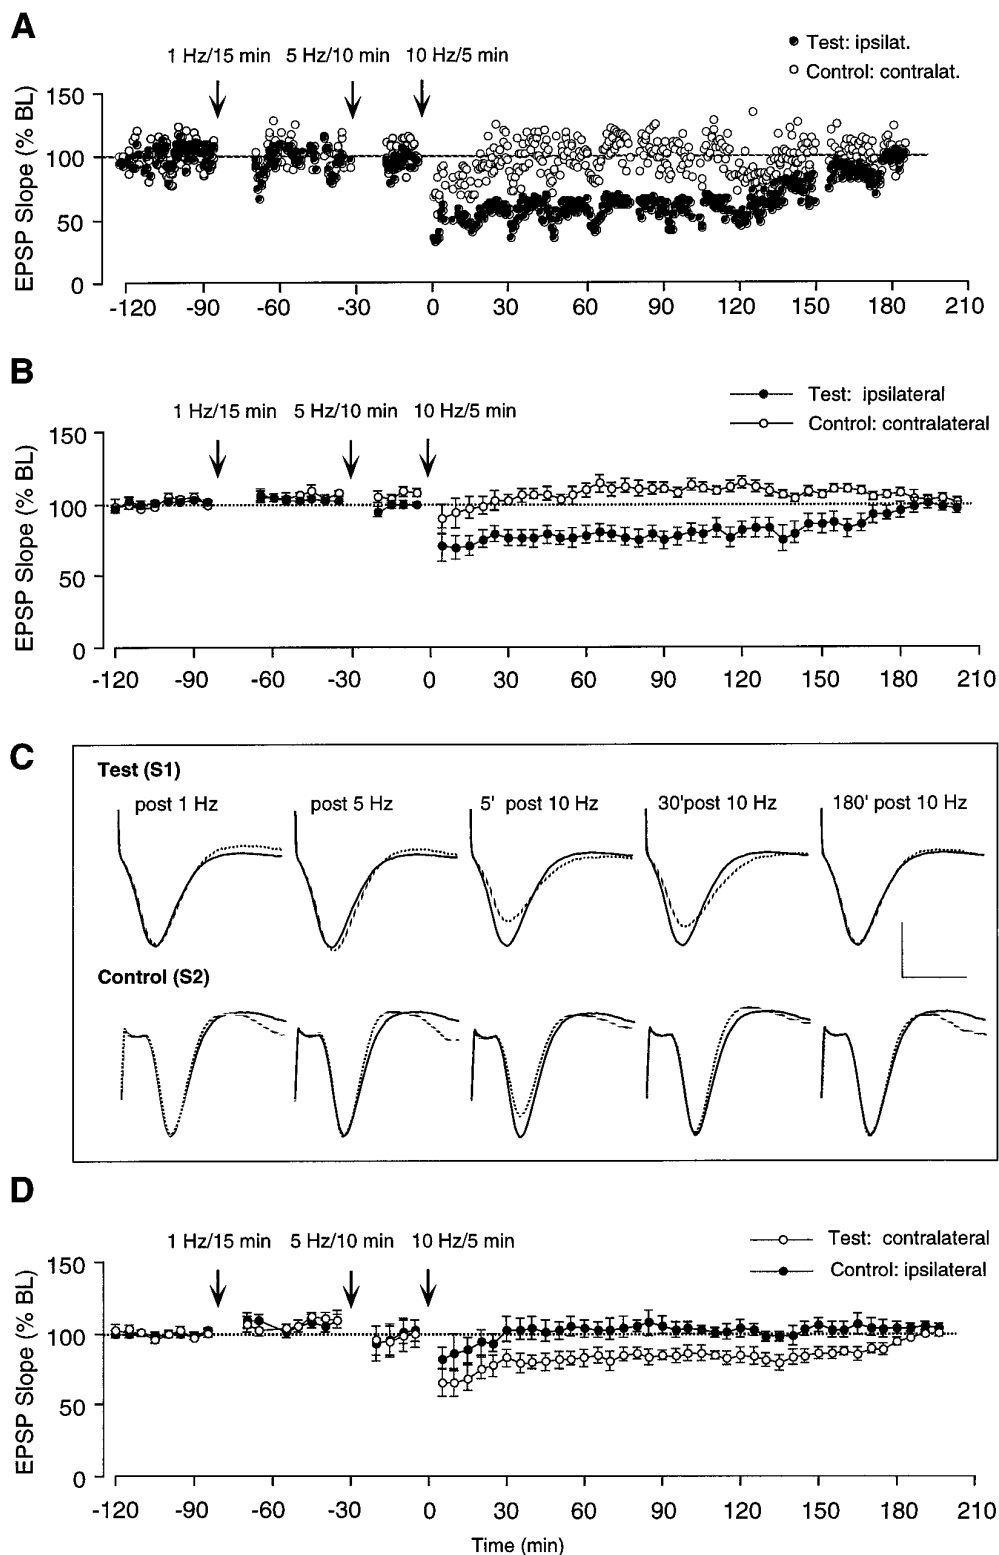 A
1 Hz/15 min 5 Hz/10 min 10 Hz/5 min
Test: ipsilat.
Control: contralat.
EPSP Slope (% BL)
150
100
50
0
-120 -90 -60 -30 0 30 60 90 120 150 180 210
B
1 Hz/15 min 5 Hz/10 min 10 Hz/5 min
Test: ipsilateral
Control: contralateral
EPSP Slope (% BL)
150
100
50
0
-120 -90 -60 -30 0 30 60 90 120 150 180 210
C
Test (S1)
post 1 Hz post 5 Hz 5' post 10 Hz 30'post 10 Hz 180' post 10 Hz
Control (S2)
D
1 Hz/15 min 5 Hz/10 min 10 Hz/5 min
Test: contralateral
Control: ipsilateral
EPSP Slope (% BL)
150
100
50
0
-120 -90 -60 -30 0 30 60 90 120 150 180 210
Time (min)